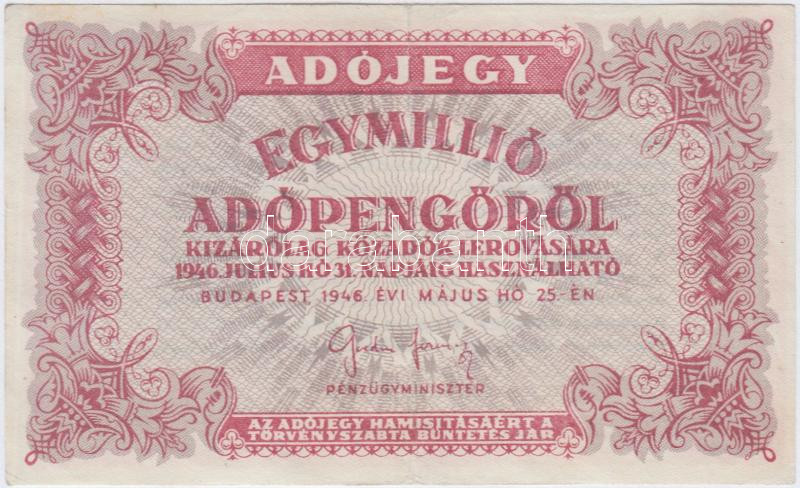 ADÓJEGY
EGYMILLIÓ
ADÓPENGŐRŐL
KIZÁRÓLAG KÖZADÓK LEROVÁSÁRA
1946. JÚLIUS HÓ 31. NAPJÁIG HASZNÁLHATÓ
BUDAPEST, 1946. ÉVI MÁJUS HÓ 25.-ÉN
PÉNZÜGYMINISZTER
AZ ADÓJEGY HAMISÍTÁSÁÉRT A
TÖRVÉNYSZABTA BÜNTETÉS JÁR
darabanth